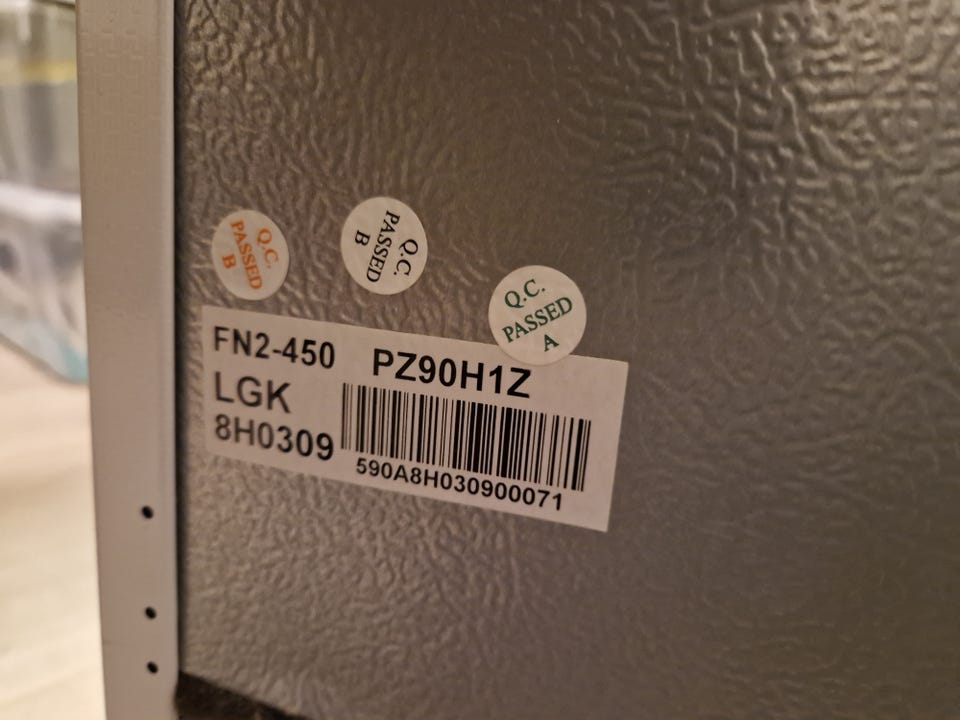 Q.C.
PASSED
B
Q.C.
PASSED
B
Q.C.
PASSED
A
FN2-450 PZ90H1Z
LGK
8H0309
590A8H030900071